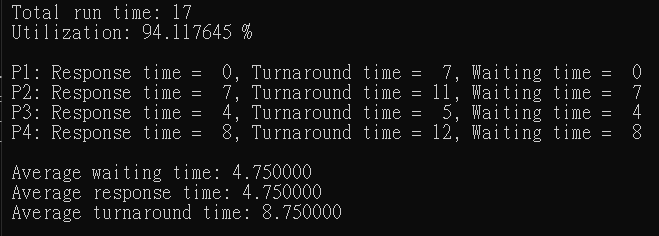 Total run time: 17
Utilization: 94.117645 %
P1: Response time =  0, Turnaround time =  7, Waiting time =  0
P2: Response time =  7, Turnaround time = 11, Waiting time =  7
P3: Response time =  4, Turnaround time =  5, Waiting time =  4
P4: Response time =  8, Turnaround time = 12, Waiting time =  8
Average waiting time: 4.750000
Average response time: 4.750000
Average turnaround time: 8.750000